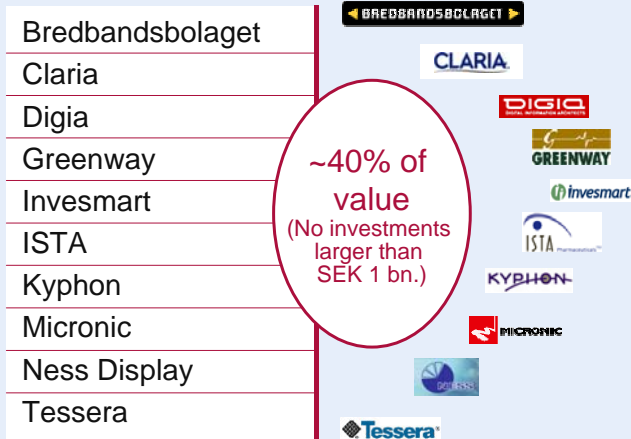 Bredbandsbolaget
Claria
Digia
Greenway
Invesmart
ISTA
Kyphon
Micronic
Ness Display
Tessera
~40% of
value
(No investments
larger than
SEK 1 bn.)
BREDBANDSBOLAGET
CLARIA.
DIGIA
DIGITAL INFORMATION ARCHITECTS
GREENWAY
invesmart
ISTA
Pharmaceuticals
KYPHON
MICRONIC
Tessera